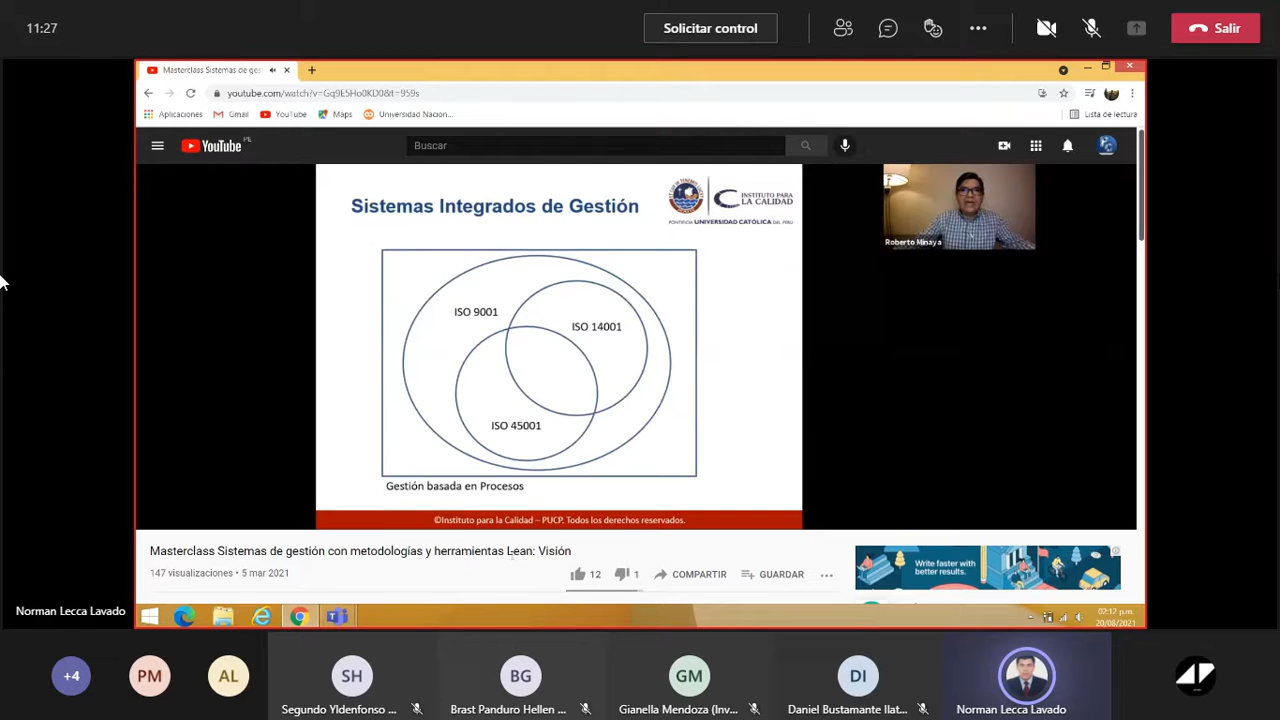 11:27
Solicitar control
Salir
Masterclass Sistemas de ges
youtube.com/watch?v=Gq9E5Ho0KD0&t=959s
Aplicaciones
Gmail
YouTube
Maps
Universidad Nacion...
Lista de lectura
YouTube PE
Buscar
Sistemas Integrados de Gestión
INSTITUTO PARA
LA CALIDAD
PONTIFICIA UNIVERSIDAD CATÓLICA DEL PERÚ
Roberto Minaya
ISO 9001
ISO 14001
ISO 45001
Gestión basada en Procesos
©Instituto para la Calidad – PUCP. Todos los derechos reservados.
Masterclass Sistemas de gestión con metodologías y herramientas Lean: Visión
147 visualizaciones • 5 mar 2021
12
1
COMPARTIR
GUARDAR
Write faster with
better results.
Norman Lecca Lavado
02:12 p.m.
20/08/2021
+4
PM
AL
SH
BG
GM
DI
Segundo Yldenfonso ...
Brast Panduro Hellen ...
Gianella Mendoza (Inv...
Daniel Bustamante Ilat...
Norman Lecca Lavado